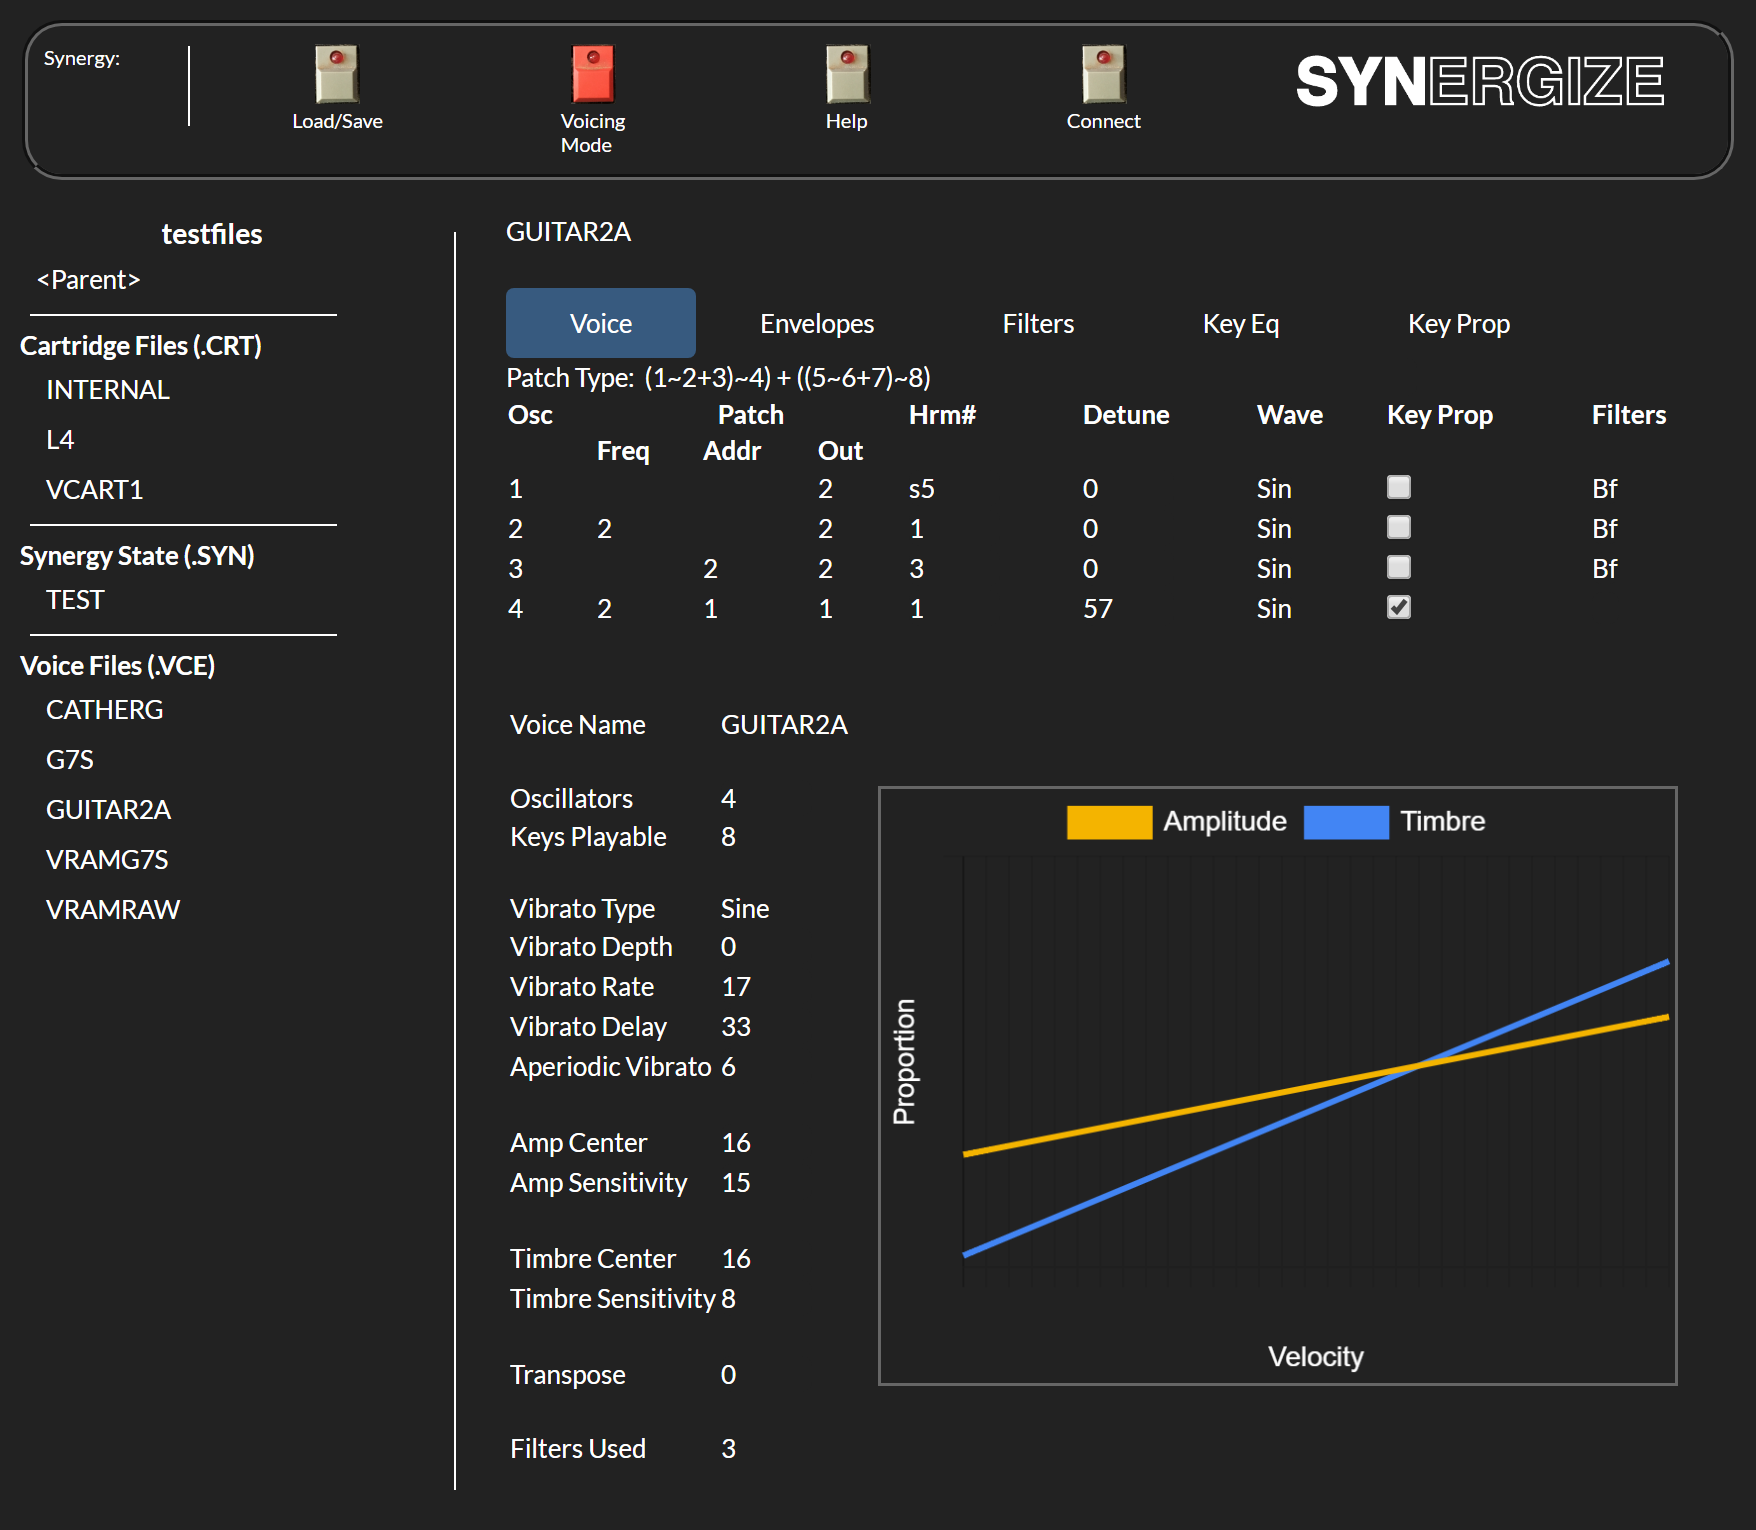 Synergy:
Load/Save
Voicing
Mode
Help
Connect
SYNERGIZE
testfiles
<Parent>
Cartridge Files (.CRT)
INTERNAL
L4
VCART1
Synergy State (.SYN)
TEST
Voice Files (.VCE)
CATHERG
G7S
GUITAR2A
VRAMG7S
VRAMRAW
GUITAR2A
Voice Envelopes Filters Key Eq Key Prop
Patch Type: (1~2+3)~4) + ((5~6+7)~8)
Osc Patch Hrm# Detune Wave Key Prop Filters
Freq Addr Out
1 2 s5 0 Sin Bf
2 2 2 1 0 Sin Bf
3 2 2 3 0 Sin Bf
4 2 1 1 1 57 Sin
Voice Name GUITAR2A
Oscillators 4
Keys Playable 8
Vibrato Type Sine
Vibrato Depth 0
Vibrato Rate 17
Vibrato Delay 33
Aperiodic Vibrato 6
Amp Center 16
Amp Sensitivity 15
Timbre Center 16
Timbre Sensitivity 8
Transpose 0
Filters Used 3
Amplitude Timbre
Proportion
Velocity